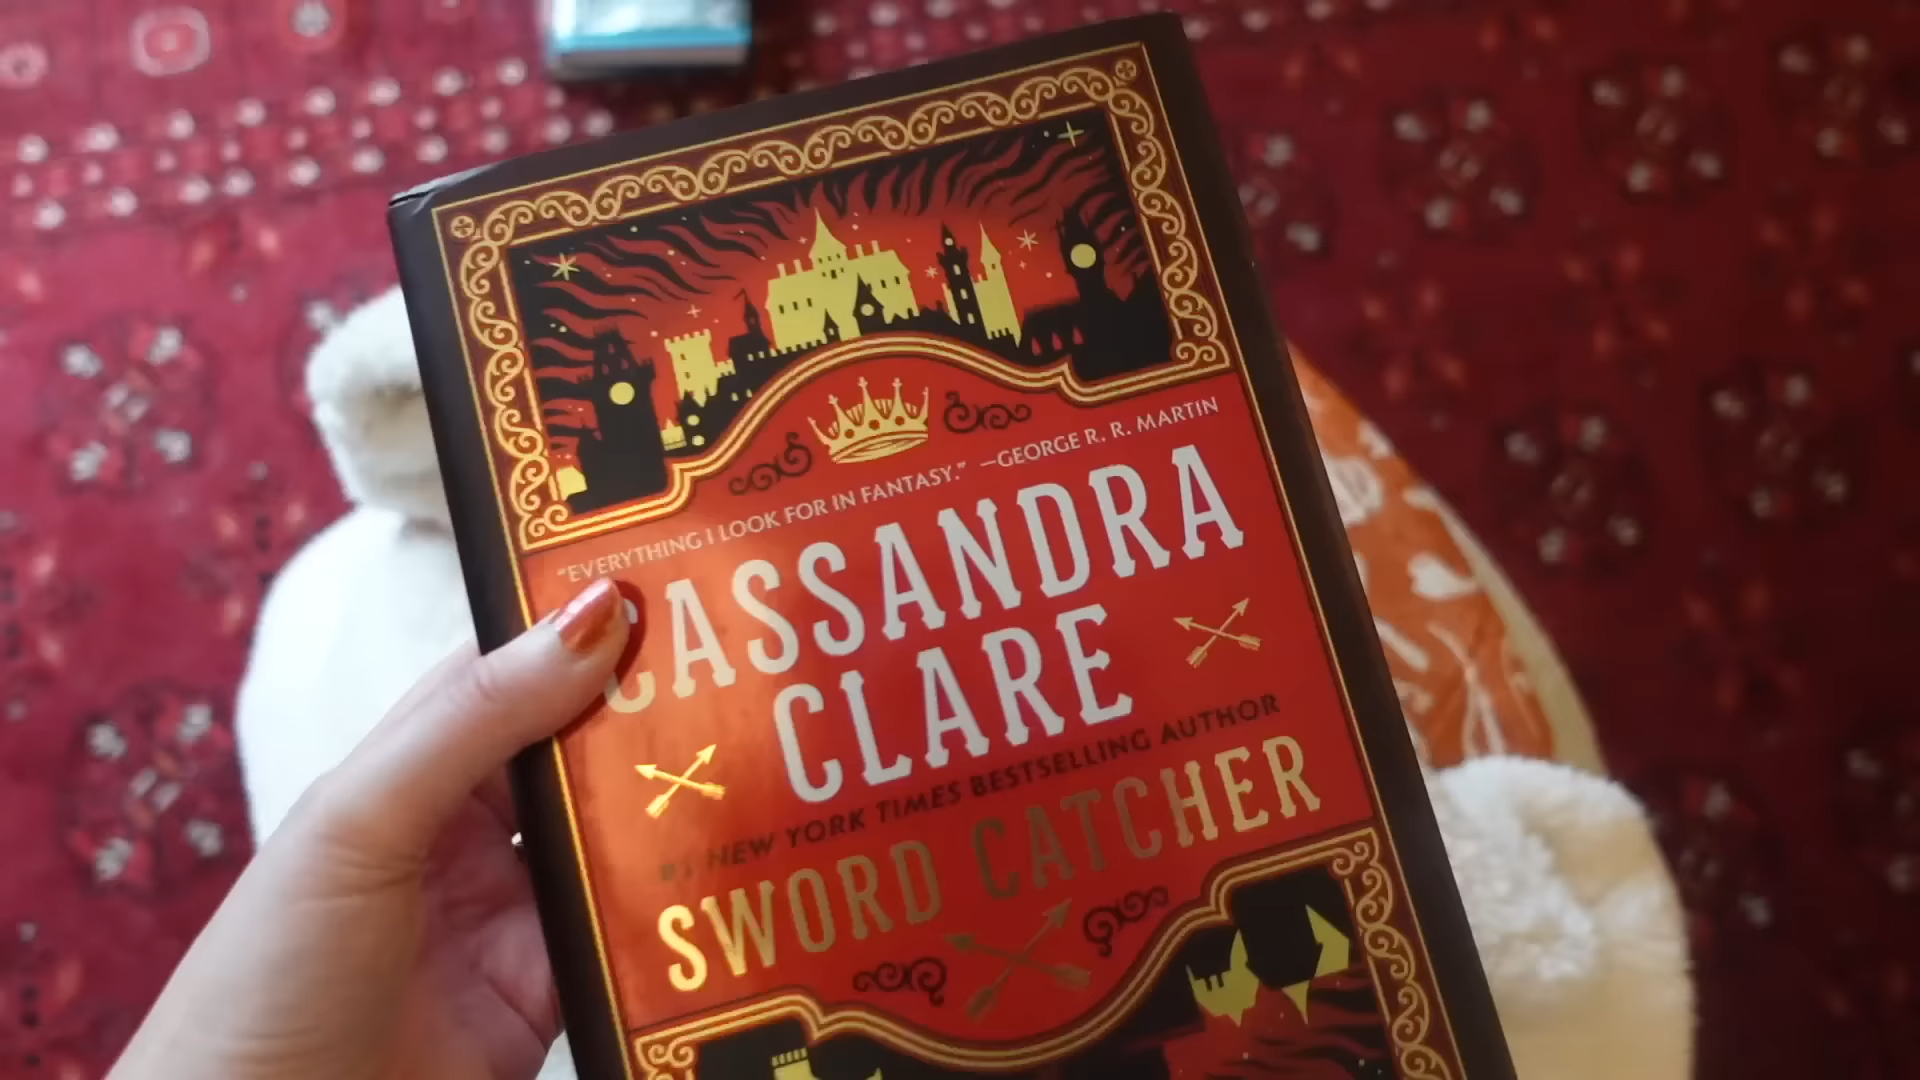 "EVERYTHING I LOOK FOR IN FANTASY." —GEORGE R. R. MARTIN
CASSANDRA
CLARE
#1 NEW YORK TIMES BESTSELLING AUTHOR
SWORD CATCHER